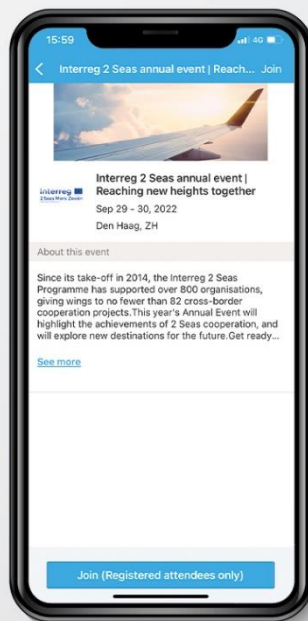 15:59
4G
Interreg 2 Seas annual event | Reach... Join
Interreg
2 Seas Mers Zeeën
Interreg 2 Seas annual event |
Reaching new heights together
Sep 29 - 30, 2022
Den Haag, ZH
About this event
Since its take-off in 2014, the Interreg 2 Seas
Programme has supported over 800 organisations,
giving wings to no fewer than 82 cross-border
cooperation projects.This year's Annual Event will
highlight the achievements of 2 Seas cooperation, and
will explore new destinations for the future.Get ready...
See more
Join (Registered attendees only)